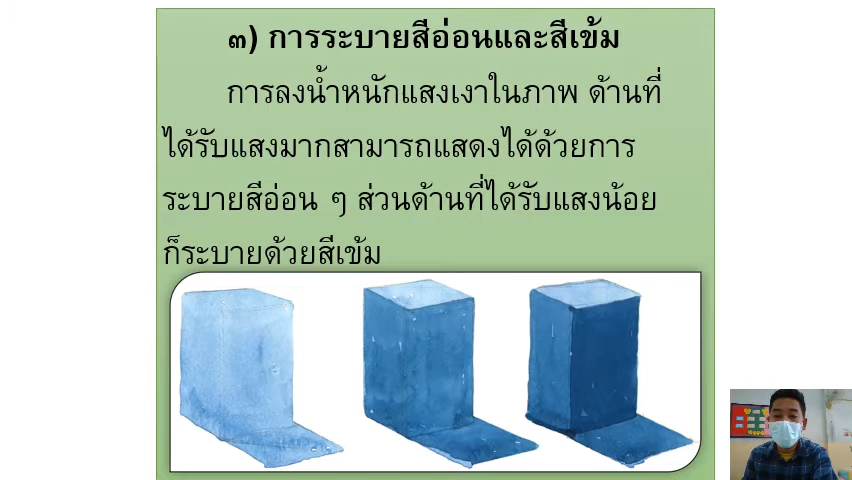 ๓) การระบายสีอ่อนและสีเข้ม
การลงน้ำหนักแสงเงาในภาพ ด้านที่
ได้รับแสงมากสามารถแสดงได้ด้วยการ
ระบายสีอ่อน ๆ ส่วนด้านที่ได้รับแสงน้อย
ก็ระบายด้วยสีเข้ม